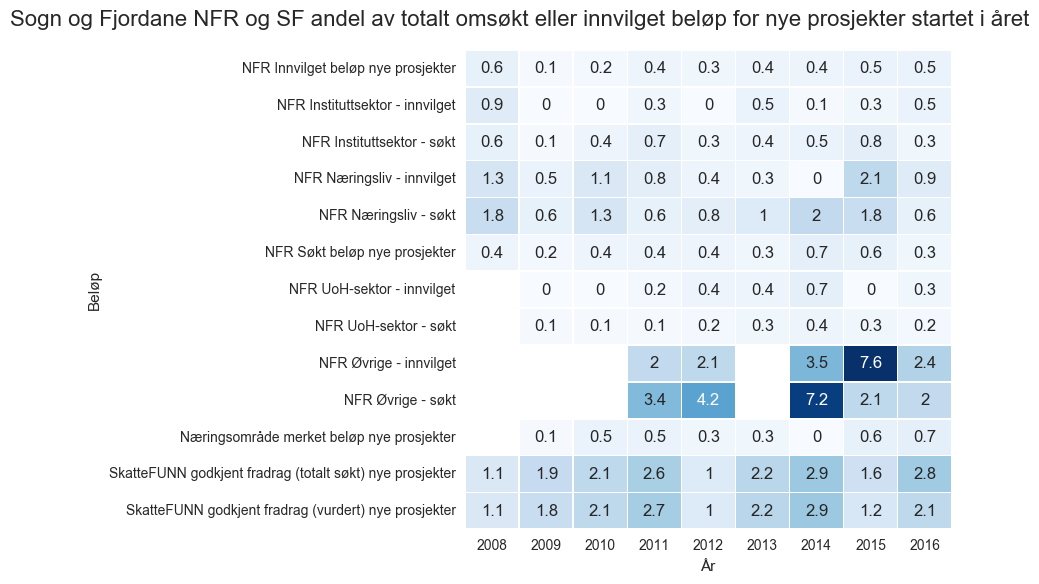 Sogn og Fjordane NFR og SF andel av totalt omsøkt eller innvilget beløp for nye prosjekter startet i året
Beløp
NFR Innvilget beløp nye prosjekter 0.6 0.1 0.2 0.4 0.3 0.4 0.4 0.5 0.5
NFR Instituttsektor - innvilget 0.9 0 0 0.3 0 0.5 0.1 0.3 0.5
NFR Instituttsektor - søkt 0.6 0.1 0.4 0.7 0.3 0.4 0.5 0.8 0.3
NFR Næringsliv - innvilget 1.3 0.5 1.1 0.8 0.4 0.3 0 2.1 0.9
NFR Næringsliv - søkt 1.8 0.6 1.3 0.6 0.8 1 2 1.8 0.6
NFR Søkt beløp nye prosjekter 0.4 0.2 0.4 0.4 0.4 0.3 0.7 0.6 0.3
NFR UoH-sektor - innvilget 0 0 0.2 0.4 0.4 0.7 0 0.3
NFR UoH-sektor - søkt 0.1 0.1 0.1 0.2 0.3 0.4 0.3 0.2
NFR Øvrige - innvilget 2 2.1 3.5 7.6 2.4
NFR Øvrige - søkt 3.4 4.2 7.2 2.1 2
Næringsområde merket beløp nye prosjekter 0.1 0.5 0.5 0.3 0.3 0 0.6 0.7
SkatteFUNN godkjent fradrag (totalt søkt) nye prosjekter 1.1 1.9 2.1 2.6 1 2.2 2.9 1.6 2.8
SkatteFUNN godkjent fradrag (vurdert) nye prosjekter 1.1 1.8 2.1 2.7 1 2.2 2.9 1.2 2.1
2008 2009 2010 2011 2012 2013 2014 2015 2016
År